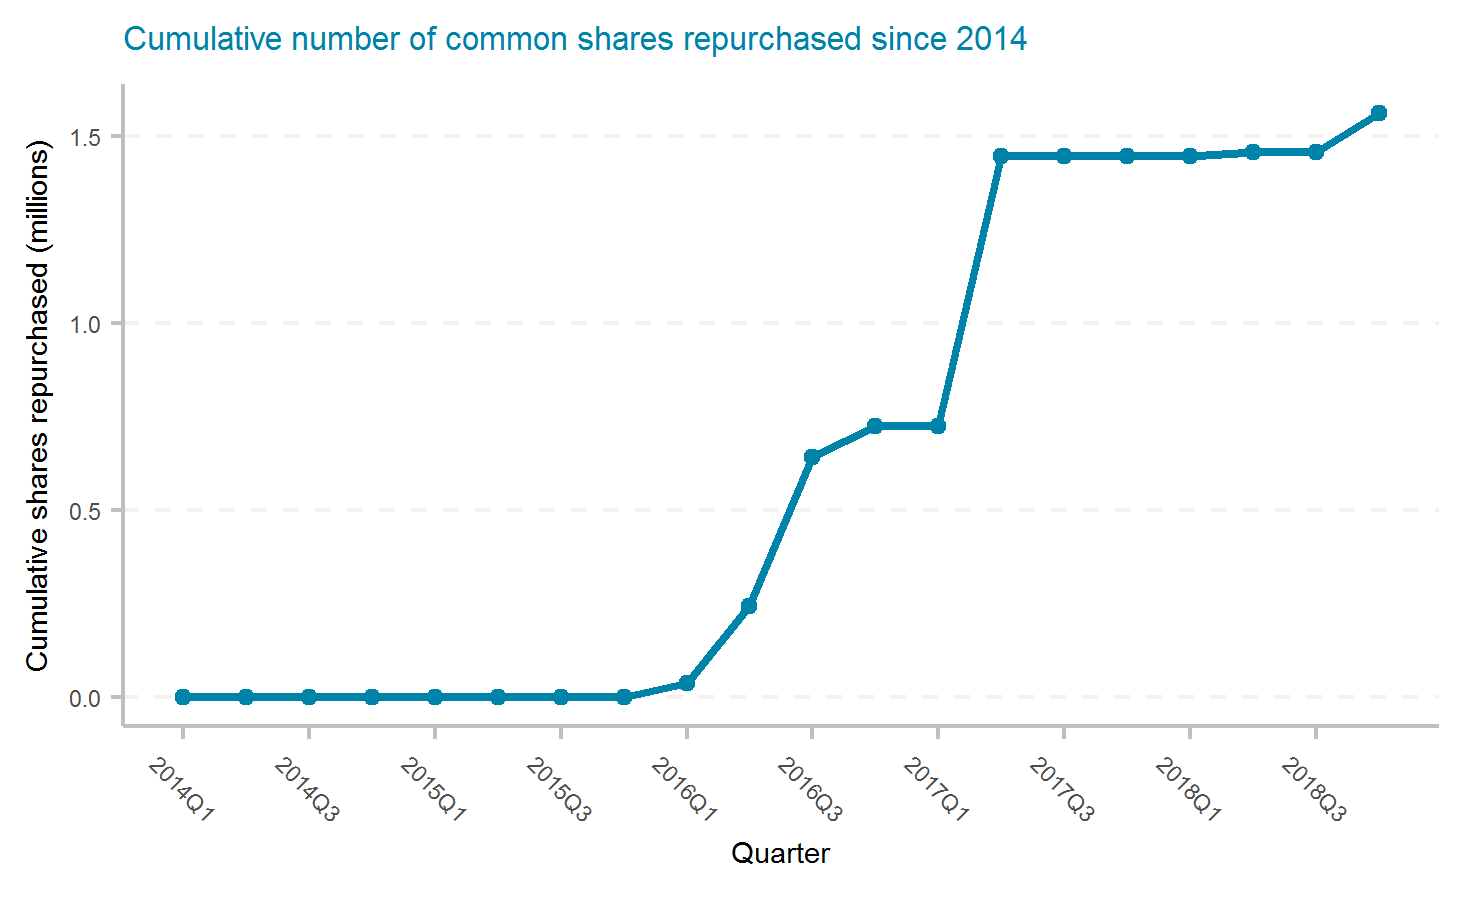 Cumulative number of common shares repurchased since 2014
Cumulative shares repurchased (millions)
1.5
1.0
0.5
0.0
2014Q1
2014Q3
2015Q1
2015Q3
2016Q1
2016Q3
2017Q1
2017Q3
2018Q1
2018Q3
Quarter